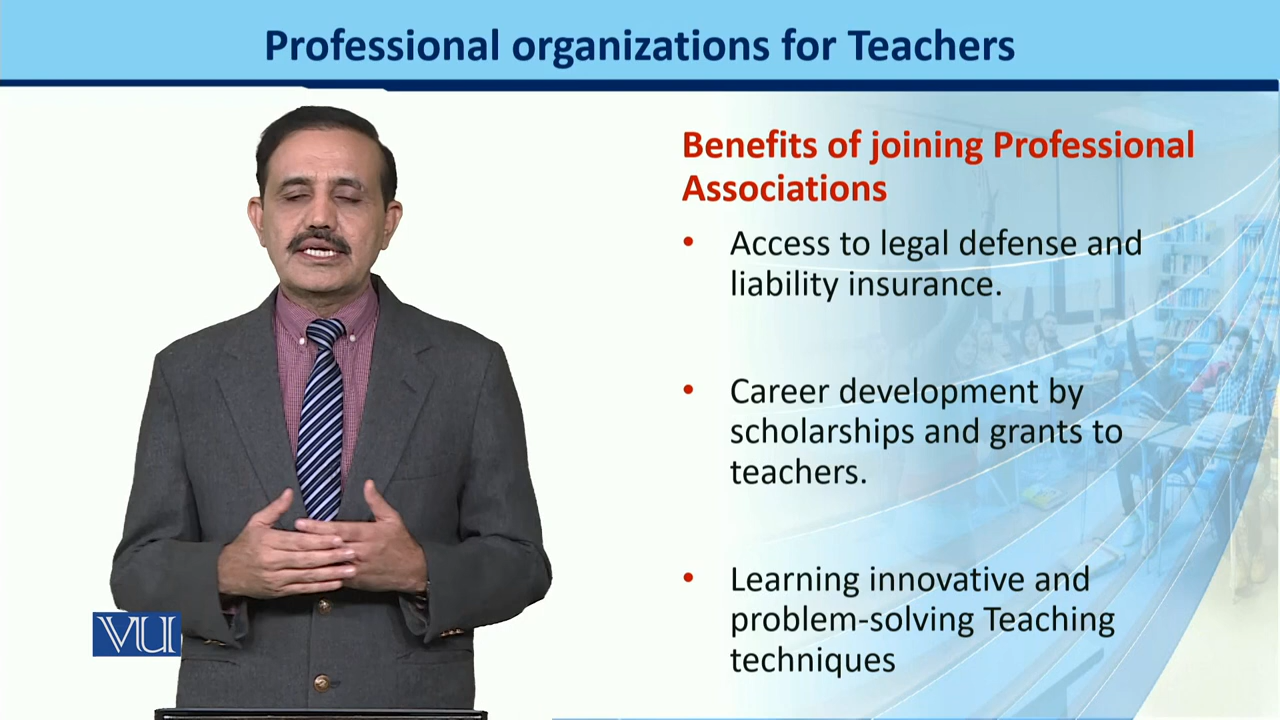 Professional organizations for Teachers
Benefits of joining Professional
Associations
• Access to legal defense and
liability insurance.
• Career development by
scholarships and grants to
teachers.
• Learning innovative and
problem-solving Teaching
techniques
VU